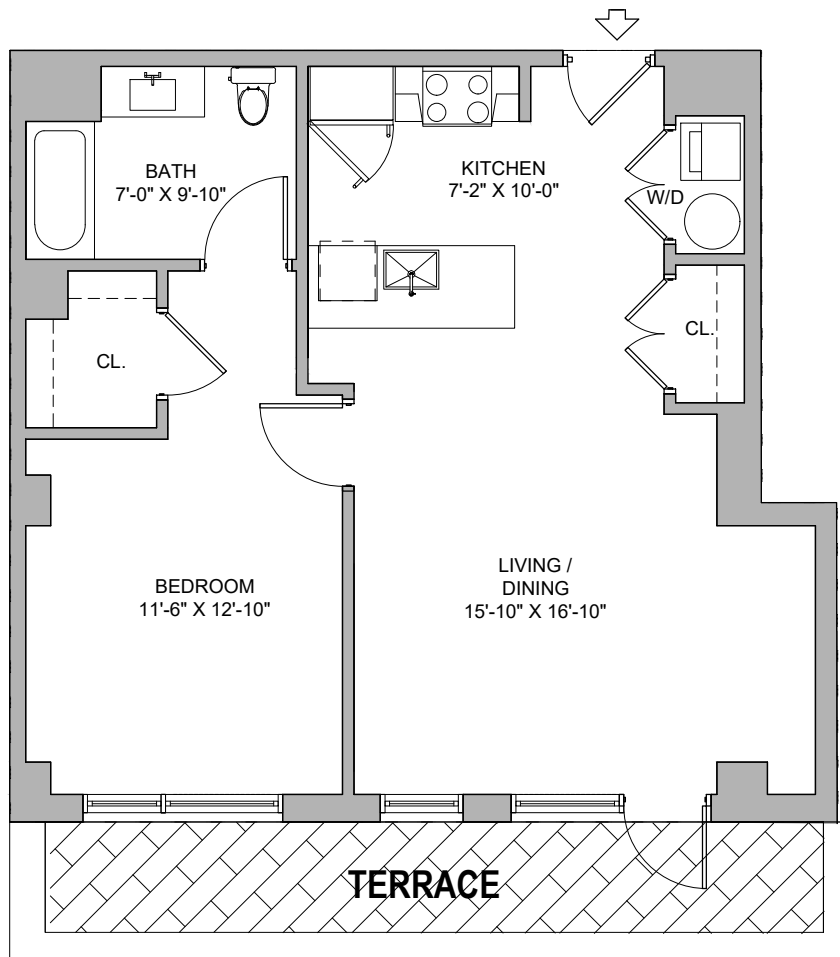 BATH
7'-0" X 9'-10"
KITCHEN
7'-2" X 10'-0"
W/D
CL.
CL.
BEDROOM
11'-6" X 12'-10"
LIVING /
DINING
15'-10" X 16'-10"
TERRACE